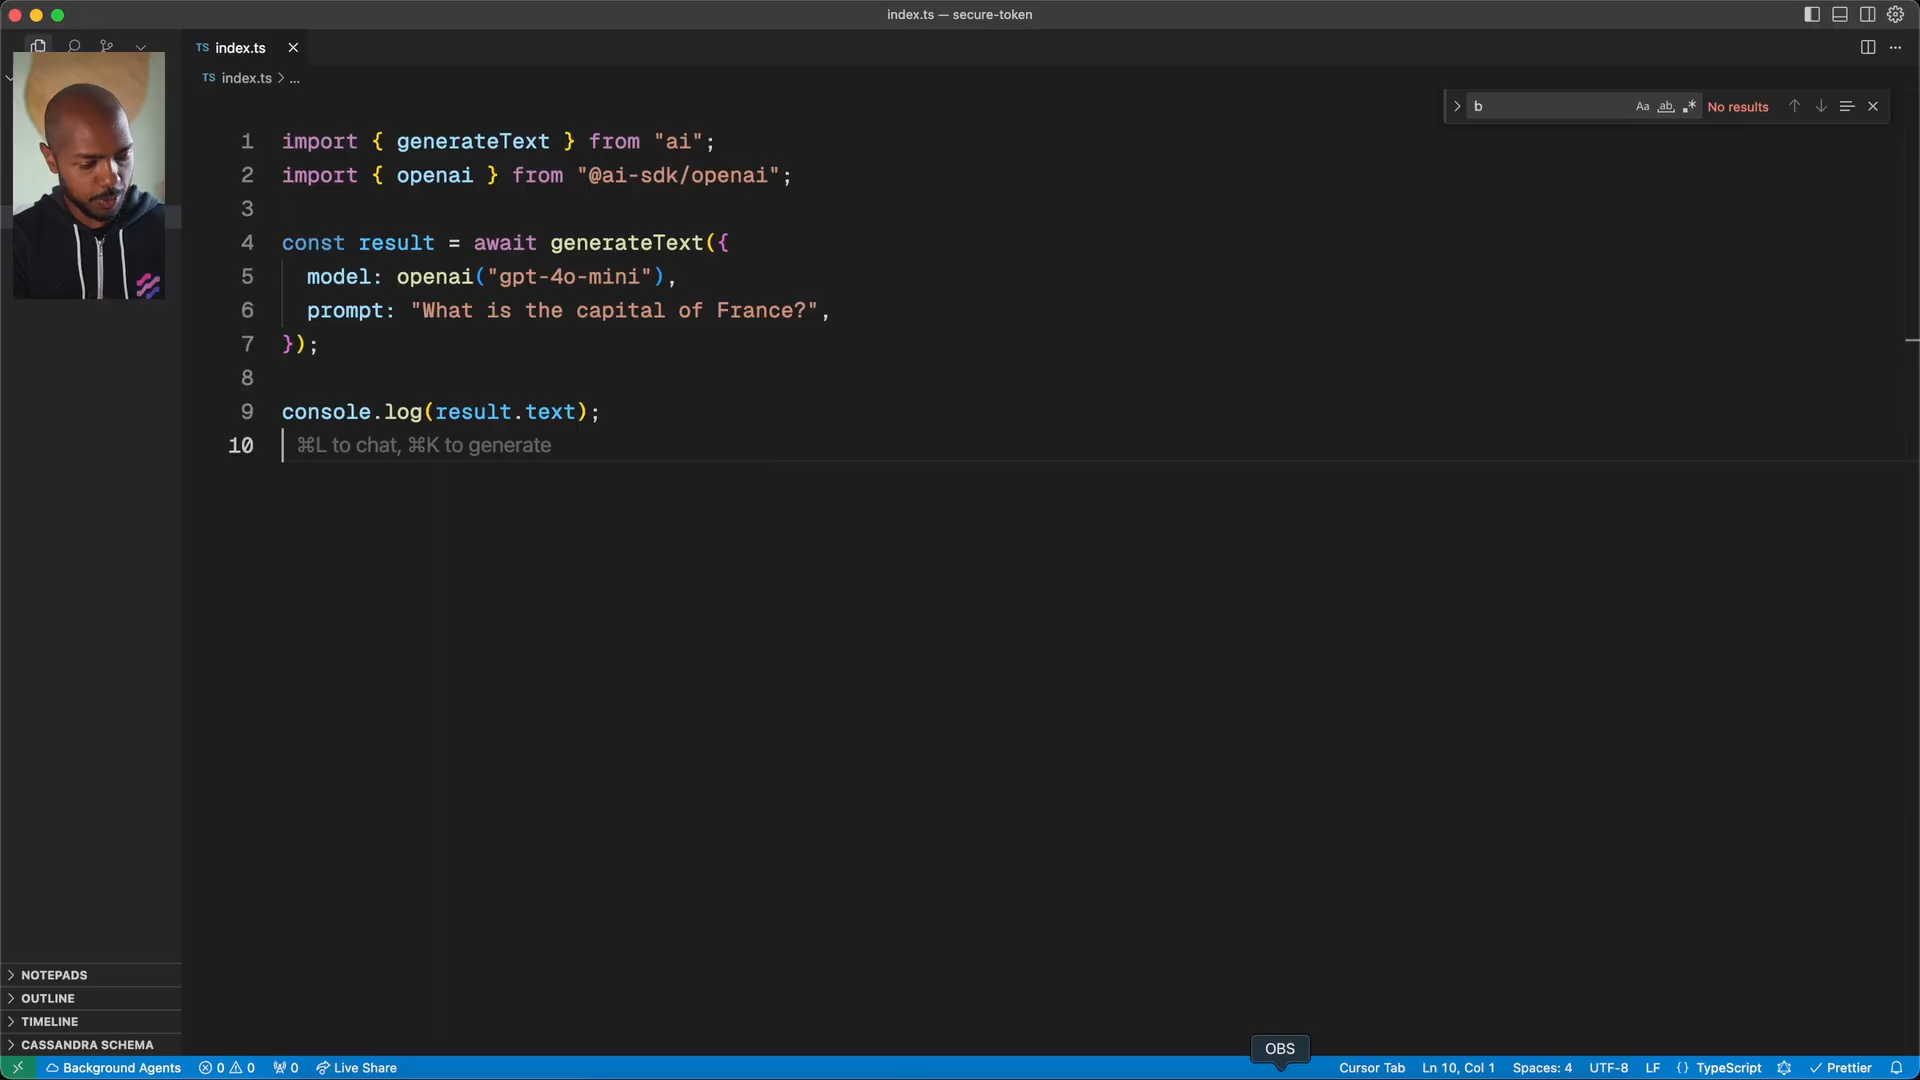 index.ts — secure-token
TS index.ts
TS index.ts > ...
b
Aa ab. .* No results
1 import { generateText } from "ai";
2 import { openai } from "@ai-sdk/openai";
3
4 const result = await generateText({
5 model: openai("gpt-4o-mini"),
6 prompt: "What is the capital of France?",
7 });
8
9 console.log(result.text);
10 ⌘L to chat, ⌘K to generate
NOTEPADS
OUTLINE
TIMELINE
CASSANDRA SCHEMA
OBS
Background Agents 0 0 0 Live Share Cursor Tab Ln 10, Col 1 Spaces: 4 UTF-8 LF {} TypeScript Prettier